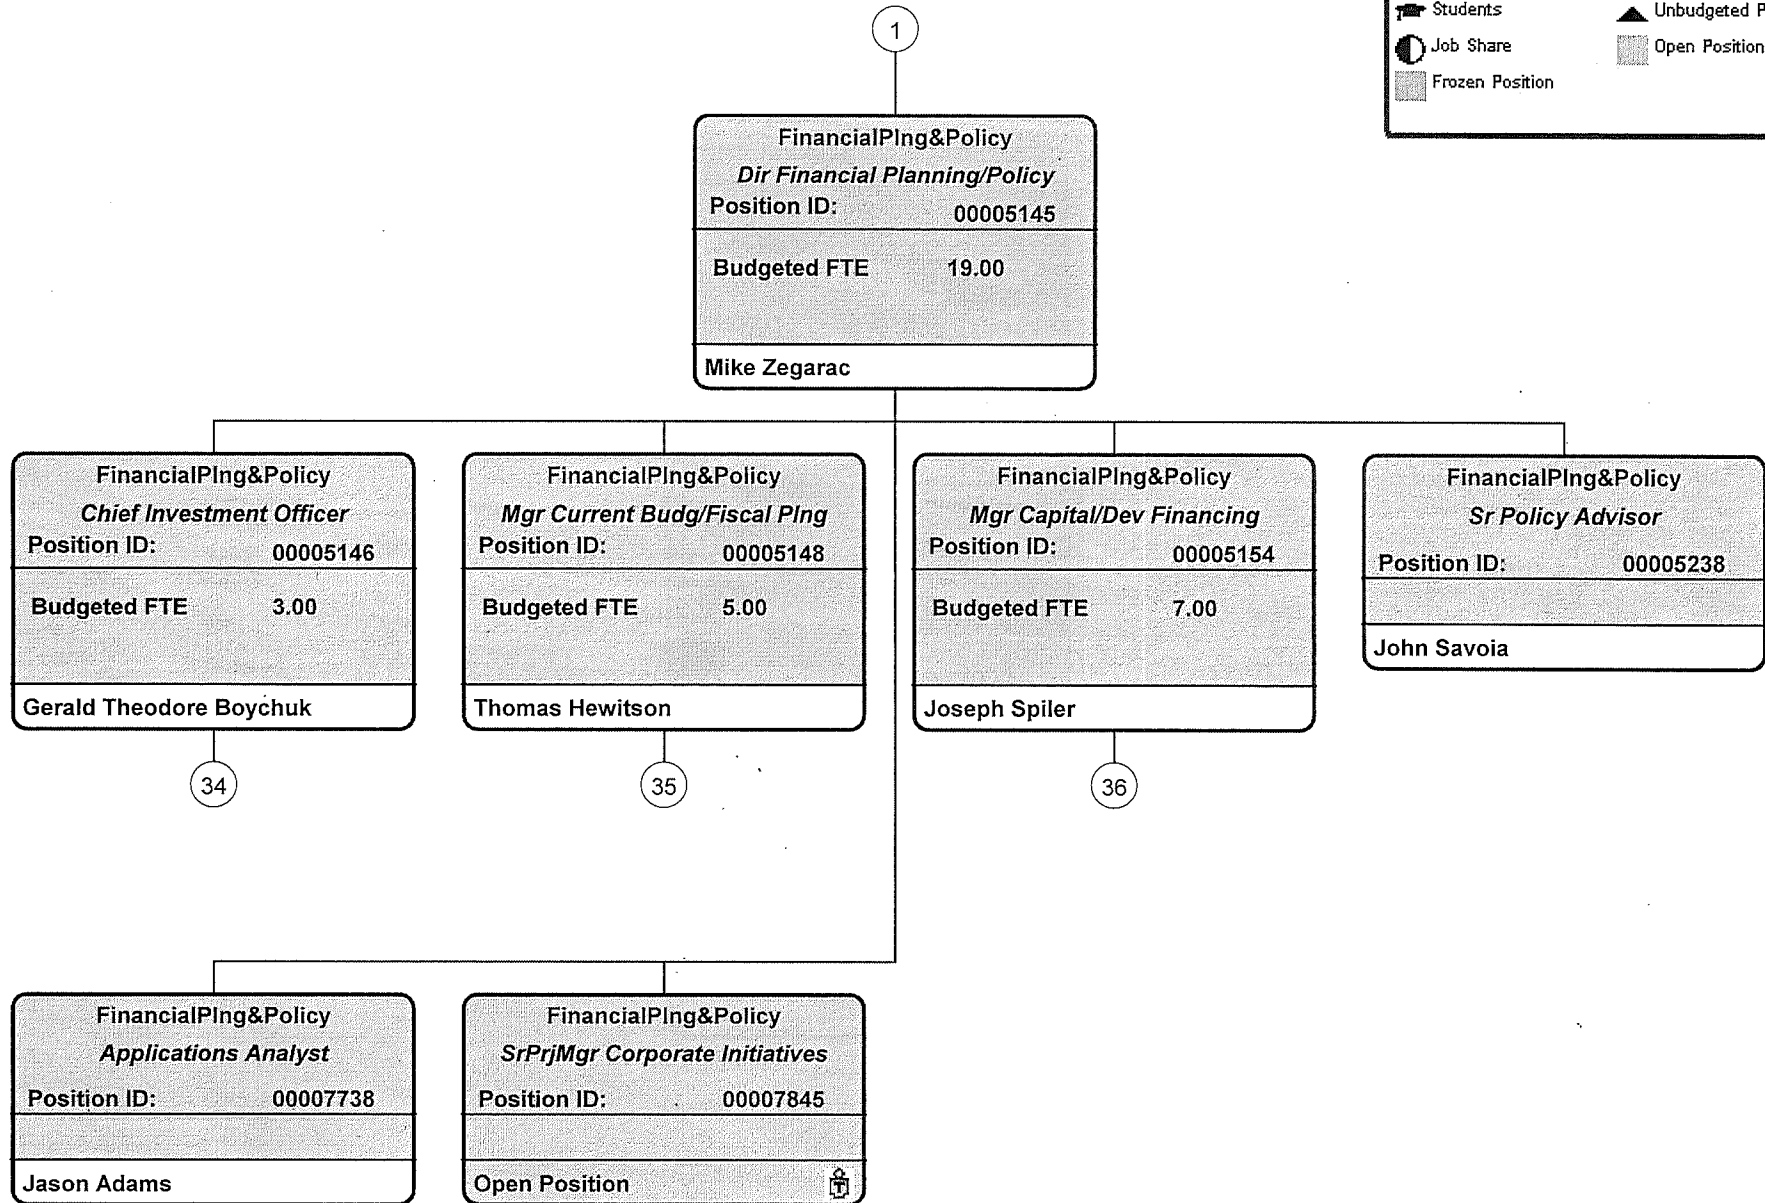 Students
Unbudgeted P
Job Share
Open Position
Frozen Position
1
FinancialPlng&Policy
Dir Financial Planning/Policy
Position ID: 00005145
Budgeted FTE 19.00
Mike Zegarac
FinancialPlng&Policy
Chief Investment Officer
Position ID: 00005146
Budgeted FTE 3.00
Gerald Theodore Boychuk
34
FinancialPlng&Policy
Mgr Current Budg/Fiscal Plng
Position ID: 00005148
Budgeted FTE 5.00
Thomas Hewitson
35
FinancialPlng&Policy
Mgr Capital/Dev Financing
Position ID: 00005154
Budgeted FTE 7.00
Joseph Spiler
36
FinancialPlng&Policy
Sr Policy Advisor
Position ID: 00005238
John Savoia
FinancialPlng&Policy
Applications Analyst
Position ID: 00007738
Jason Adams
FinancialPlng&Policy
SrPrjMgr Corporate Initiatives
Position ID: 00007845
Open Position